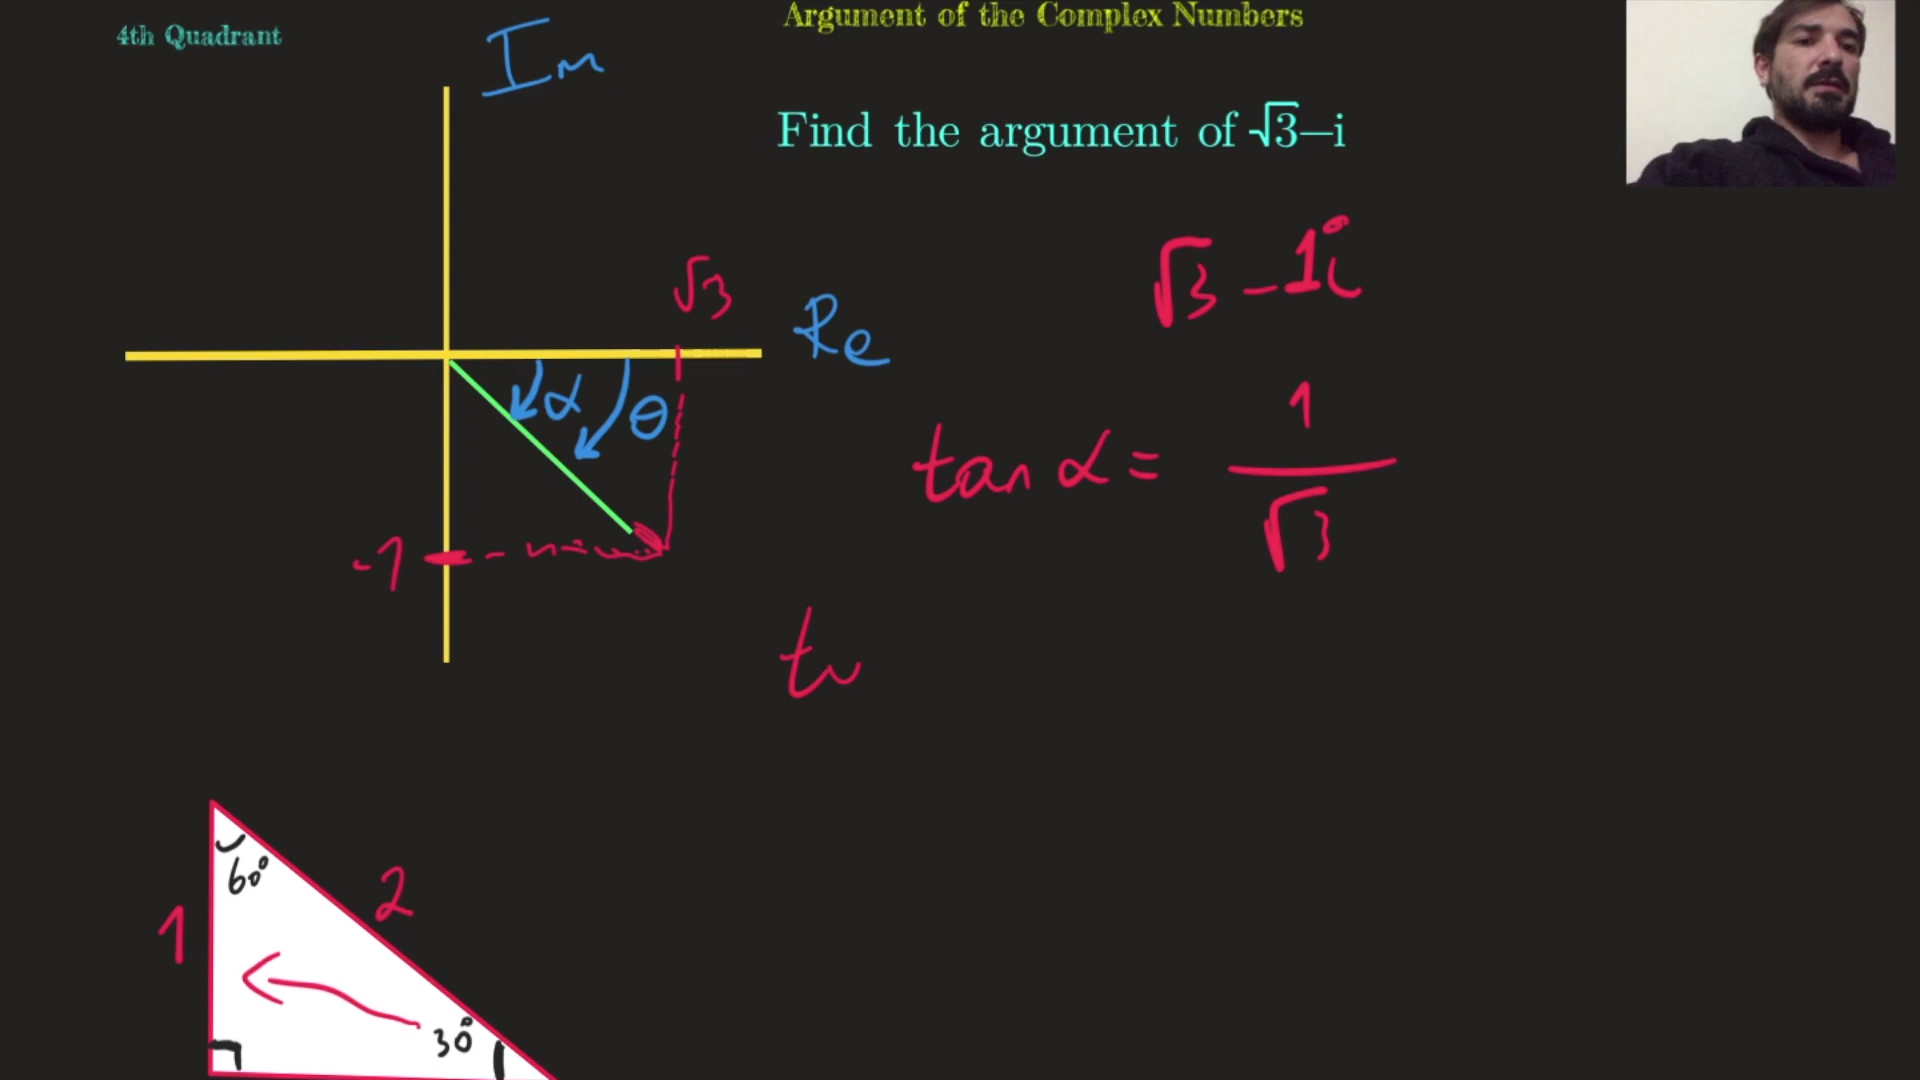 4th Quadrant
Argument of the Complex Numbers
Im
Find the argument of √3−i
√3 − 1i
√3
Re
α
θ
tan α = 1/√3
-1
60°
2
1
30°